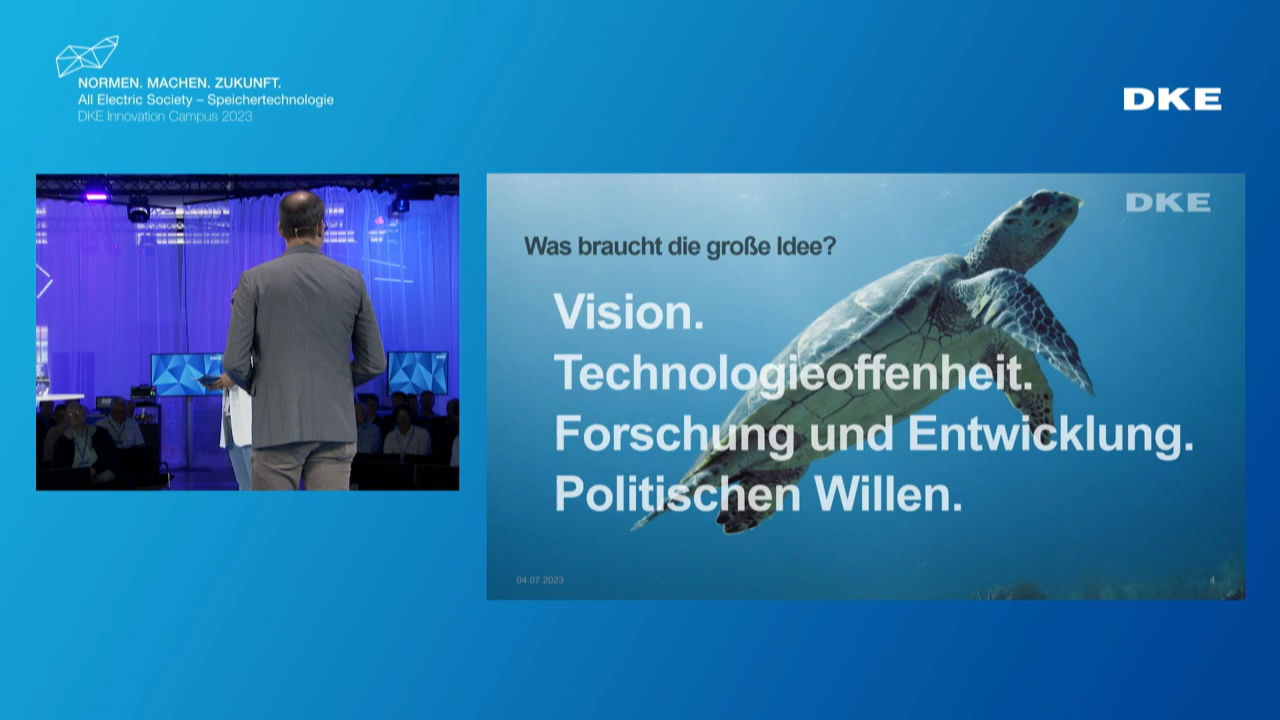 NORMEN. MACHEN. ZUKUNFT.
All Electric Society – Speichertechnologie
DKE Innovation Campus 2023
DKE
DKE
Was braucht die große Idee?
Vision.
Technologieoffenheit.
Forschung und Entwicklung.
Politischen Willen.
04.07.2023
4